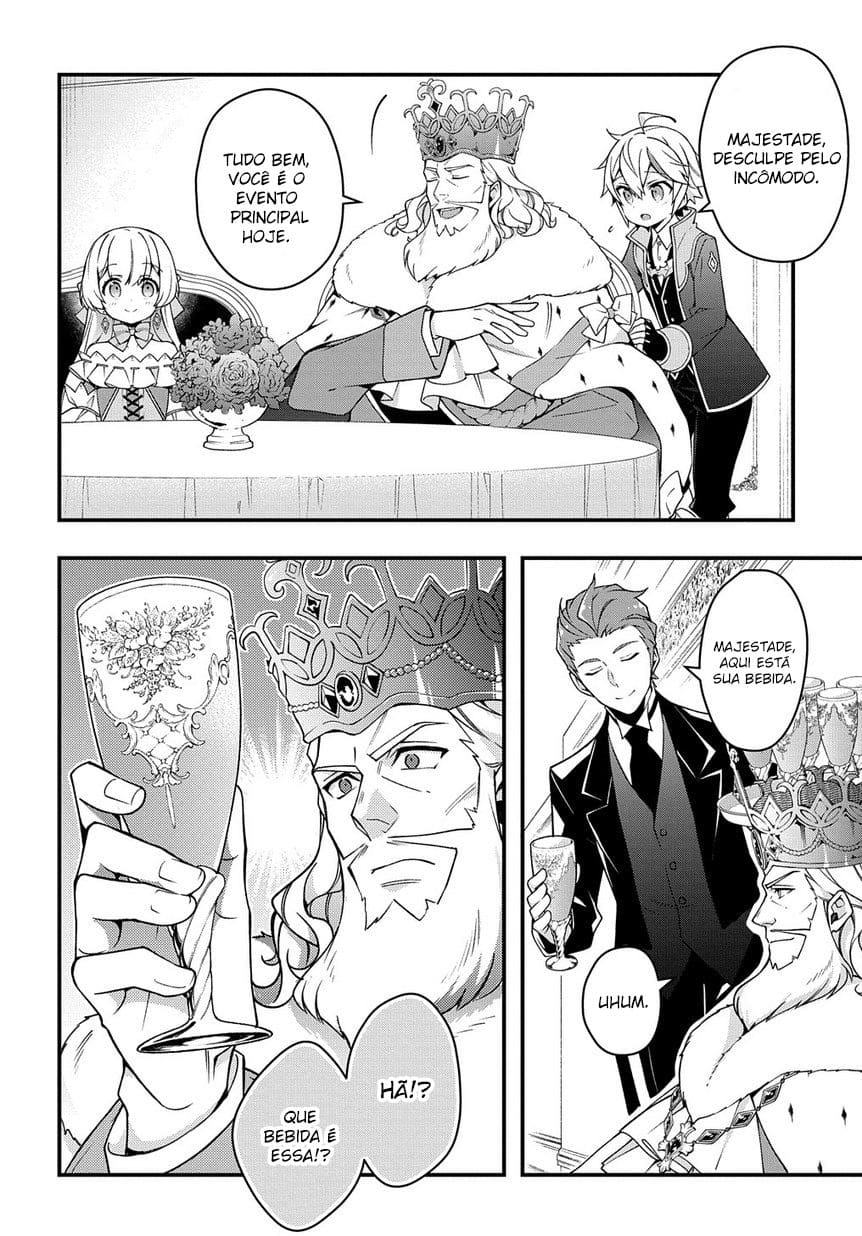 MAJESTADE,
DESCULPE PELO
INCÔMODO.
TUDO BEM,
VOCÊ É O
EVENTO
PRINCIPAL
HOJE.
MAJESTADE,
AQUI ESTÁ
SUA BEBIDA.
UHUM.
HÃ!?
QUE
BEBIDA É
ESSA!?